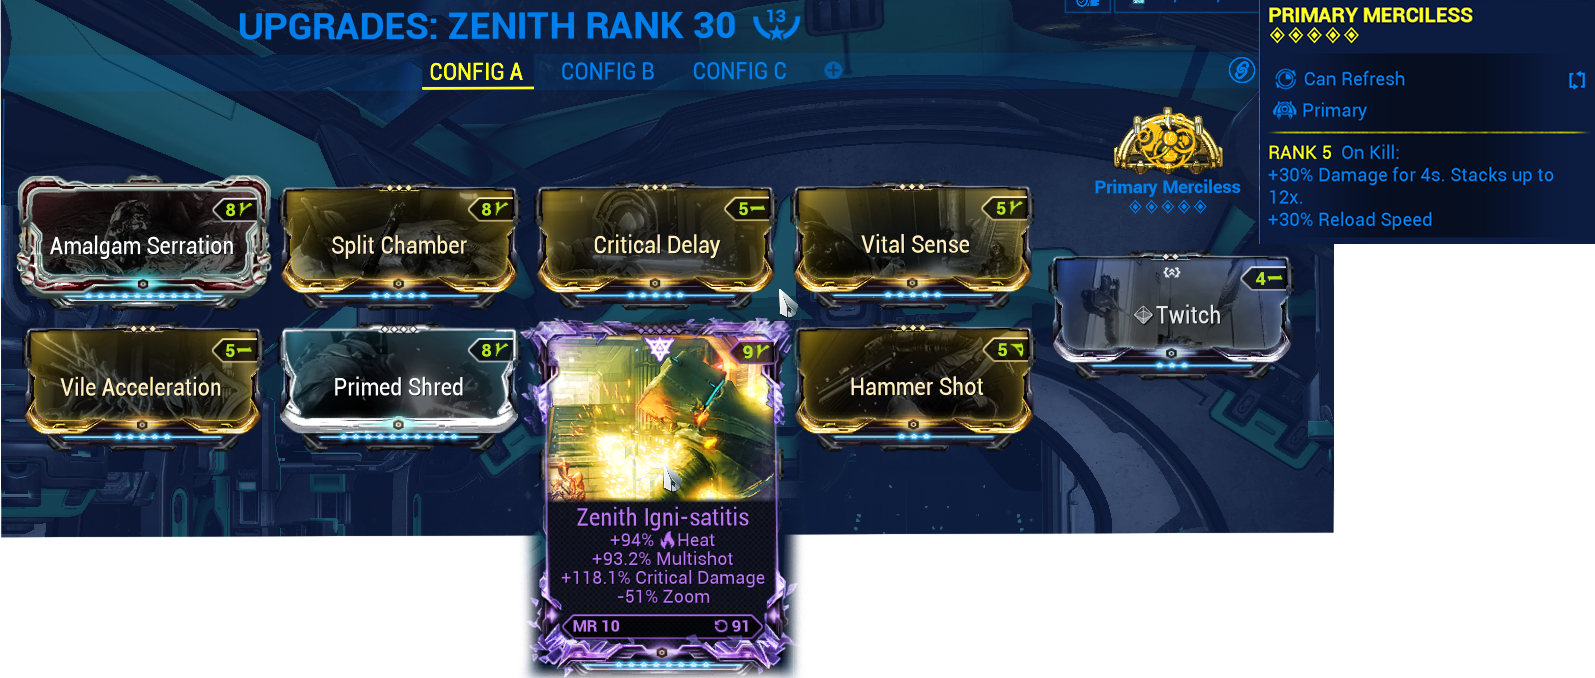 UPGRADES: ZENITH RANK 30
13
CONFIG A
CONFIG B
CONFIG C
PRIMARY MERCILESS
Can Refresh
Primary
RANK 5 On Kill:
+30% Damage for 4s. Stacks up to
12x.
+30% Reload Speed
Primary Merciless
8
Amalgam Serration
8
Split Chamber
5
Critical Delay
5
Vital Sense
4
Twitch
5
Vile Acceleration
8
Primed Shred
9
Zenith Igni-satitis
+94% Heat
+93.2% Multishot
+118.1% Critical Damage
-51% Zoom
MR 10
91
5
Hammer Shot